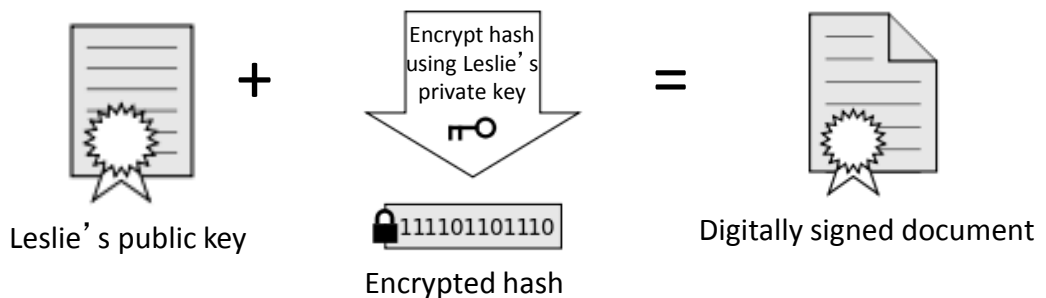 Encrypt hash
using Leslie’s
private key
+
=
111101101110
Leslie’s public key
Encrypted hash
Digitally signed document